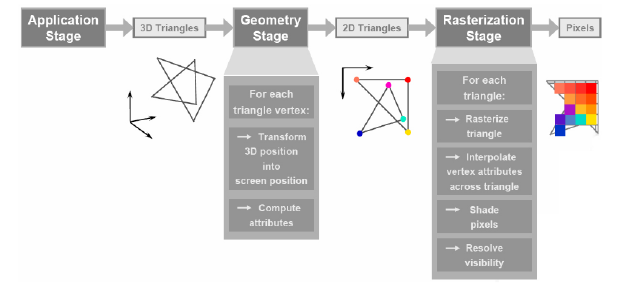 Application
Stage
3D Triangles
Geometry
Stage
2D Triangles
Rasterization
Stage
Pixels
For each
triangle vertex:
→ Transform
3D position
into
screen position
→ Compute
attributes
For each
triangle:
→ Rasterize
triangle
→ Interpolate
vertex attributes
across triangle
→ Shade
pixels
→ Resolve
visibility